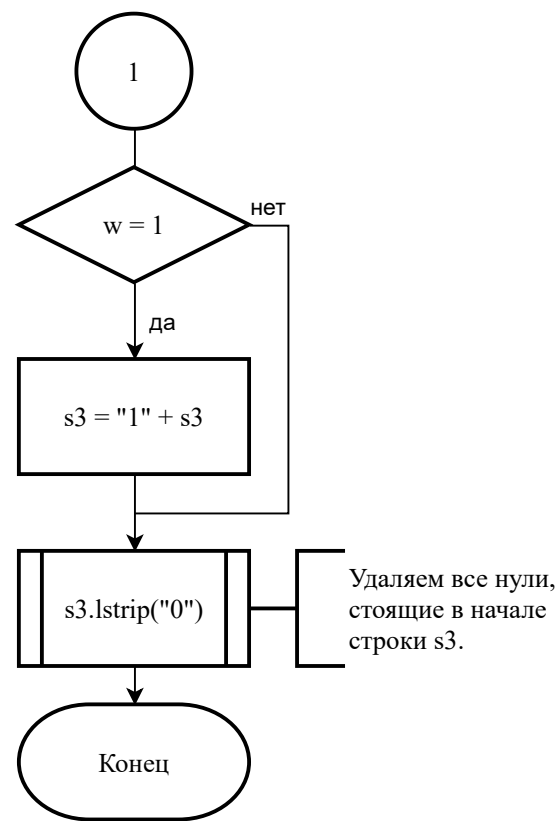 1
w = 1
нет
да
s3 = "1" + s3
s3.lstrip("0")
Удаляем все нули,
стоящие в начале
строки s3.
Конец